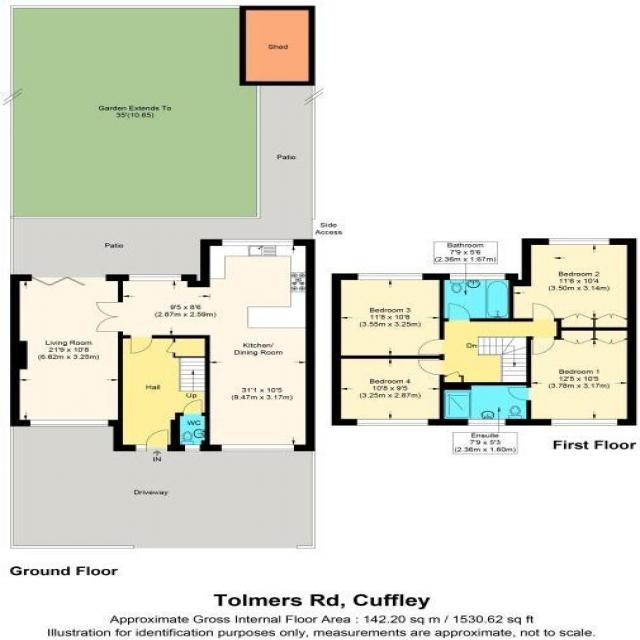 Shed
Garden Extends To
35'(10.65)
Patio
Side
Access
Patio
9'5 x 8'6
(2.87m x 2.59m)
Living Room
21'9 x 10'8
(6.62m x 3.25m)
Kitchen/
Dining Room
31'1 x 10'5
(9.47m x 3.17m)
Hall
Up
WC
IN
Driveway
Ground Floor
Bathroom
7'9 x 5'6
(2.36m x 1.67m)
Bedroom 2
11'6 x 10'4
(3.50m x 3.14m)
Bedroom 3
11'8 x 10'8
(3.55m x 3.25m)
Dn
Bedroom 4
10'8 x 9'5
(3.25m x 2.87m)
Bedroom 1
12'5 x 10'5
(3.78m x 3.17m)
Ensuite
7'9 x 5'3
(2.36m x 1.60m)
First Floor
Tolmers Rd, Cuffley
Approximate Gross Internal Floor Area : 142.20 sq m / 1530.62 sq ft
Illustration for identification purposes only, measurements are approximate, not to scale.